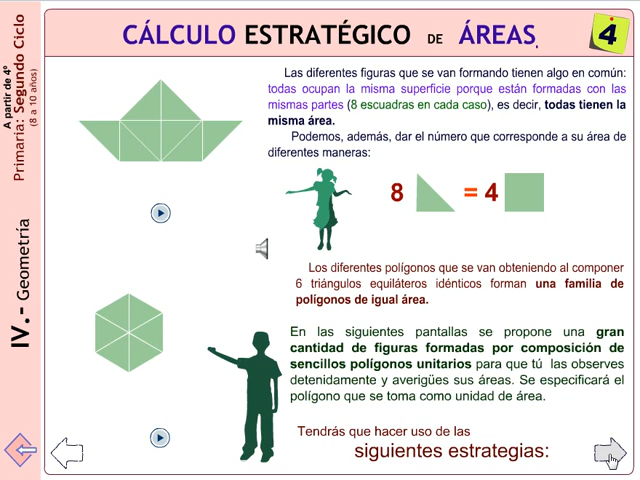 CÁLCULO ESTRATÉGICO DE ÁREAS.
4
A partir de 4º
Primaria: Segundo Ciclo
(8 a 10 años)
IV.- Geometría
Las diferentes figuras que se van formando tienen algo en común:
todas ocupan la misma superficie porque están formadas con las
mismas partes (8 escuadras en cada caso), es decir, todas tienen la
misma área.
Podemos, además, dar el número que corresponde a su área de
diferentes maneras:
8 = 4
Los diferentes polígonos que se van obteniendo al componer
6 triángulos equiláteros idénticos forman una familia de
polígonos de igual área.
En las siguientes pantallas se propone una gran
cantidad de figuras formadas por composición de
sencillos polígonos unitarios para que tú las observes
detenidamente y averigües sus áreas. Se especificará el
polígono que se toma como unidad de área.
Tendrás que hacer uso de las
siguientes estrategias: